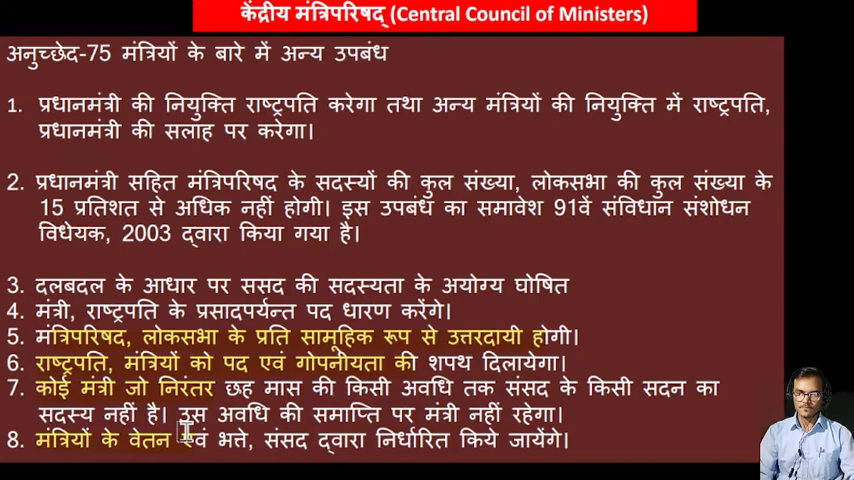 केंद्रीय मंत्रिपरिषद् (Central Council of Ministers)
अनुच्छेद-75 मंत्रियों के बारे में अन्य उपबंध
1. प्रधानमंत्री की नियुक्ति राष्ट्रपति करेगा तथा अन्य मंत्रियों की नियुक्ति में राष्ट्रपति,
प्रधानमंत्री की सलाह पर करेगा।
2. प्रधानमंत्री सहित मंत्रिपरिषद के सदस्यों की कुल संख्या, लोकसभा की कुल संख्या के
15 प्रतिशत से अधिक नहीं होगी। इस उपबंध का समावेश 91वें संविधान संशोधन
विधेयक, 2003 द्वारा किया गया है।
3. दलबदल के आधार पर ससद की सदस्यता के अयोग्य घोषित
4. मंत्री, राष्ट्रपति के प्रसादपर्यन्त पद धारण करेंगे।
5. मंत्रिपरिषद, लोकसभा के प्रति सामूहिक रूप से उत्तरदायी होगी।
6. राष्ट्रपति, मंत्रियों को पद एवं गोपनीयता की शपथ दिलायेगा।
7. कोई मंत्री जो निरंतर छह मास की किसी अवधि तक संसद के किसी सदन का
सदस्य नहीं है। उस अवधि की समाप्ति पर मंत्री नहीं रहेगा।
8. मंत्रियों के वेतन एवं भत्ते, संसद द्वारा निर्धारित किये जायेंगे।